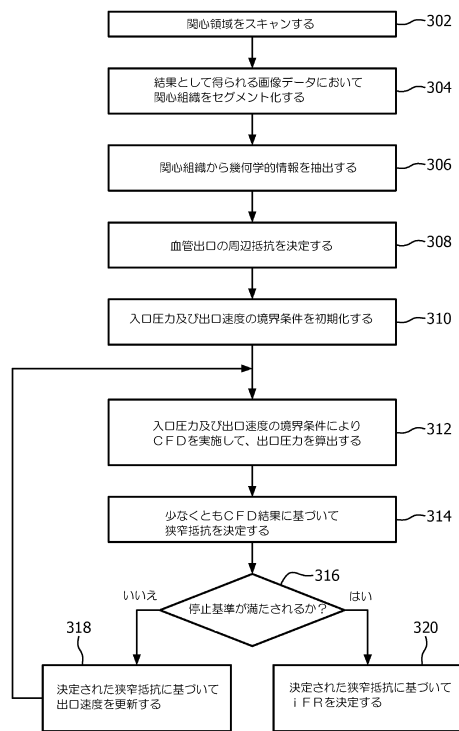 関心領域をスキャンする
302
結果として得られる画像データにおいて
関心組織をセグメント化する
304
関心組織から幾何学的情報を抽出する
306
血管出口の周辺抵抗を決定する
308
入口圧力及び出口速度の境界条件を初期化する
310
入口圧力及び出口速度の境界条件により
ＣＦＤを実施して、出口圧力を算出する
312
少なくともＣＦＤ結果に基づいて
狭窄抵抗を決定する
314
316
いいえ
停止基準が満たされるか？
はい
318
320
決定された狭窄抵抗に基づいて
出口速度を更新する
決定された狭窄抵抗に基づいて
ｉＦＲを決定する